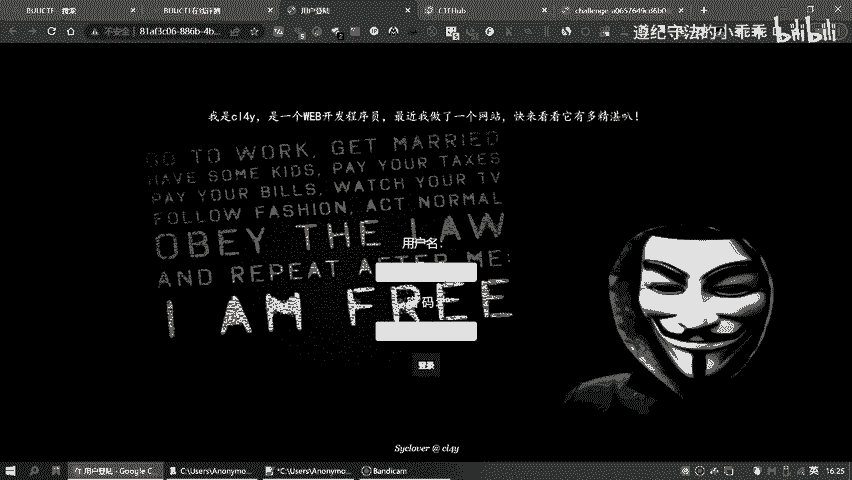 BUUCTF 搜索
BUUCTF在线评测
用户登陆
CTFHub
challenge-a0657649cd6b0
不安全 | 81af3c06-886b-4b...
遵纪守法的小乖乖 bilibili
我是cl4y，是一个WEB开发程序员，最近我做了一个网站，快来看看它有多精湛叭！
GO TO WORK, GET MARRIED
HAVE SOME KIDS, PAY YOUR TAXES
PAY YOUR BILLS, WATCH YOUR TV
FOLLOW FASHION, ACT NORMAL
OBEY THE LAW
用户名：
AND REPEAT AFTER ME:
I AM FREE
密码
登录
Syclover @ cl4y
用户登陆 - Google C...
C:\Users\Anonymo...
*C:\Users\Anonymo...
Bandicam
英
16:25